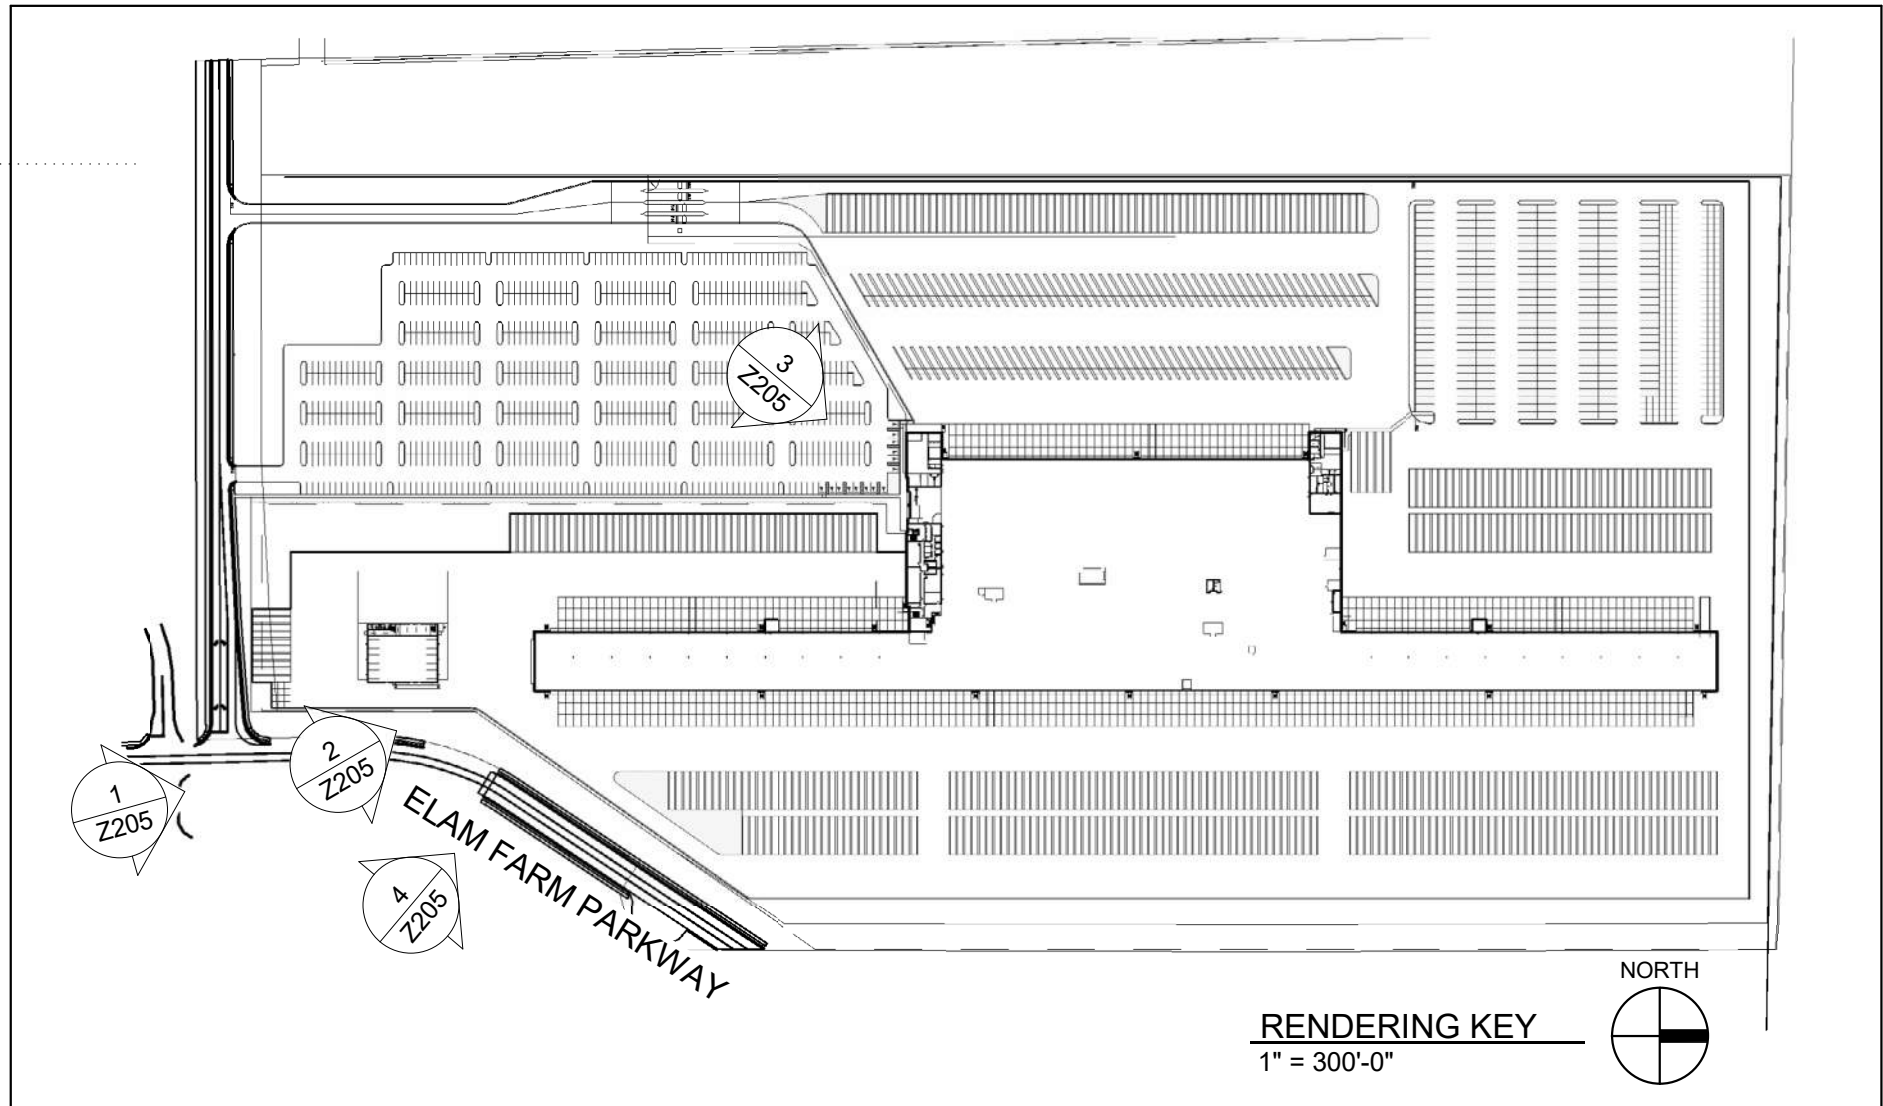 3
Z205
2
Z205
1
Z205
4
Z205
ELAM FARM PARKWAY
NORTH
RENDERING KEY
1" = 300'-0"